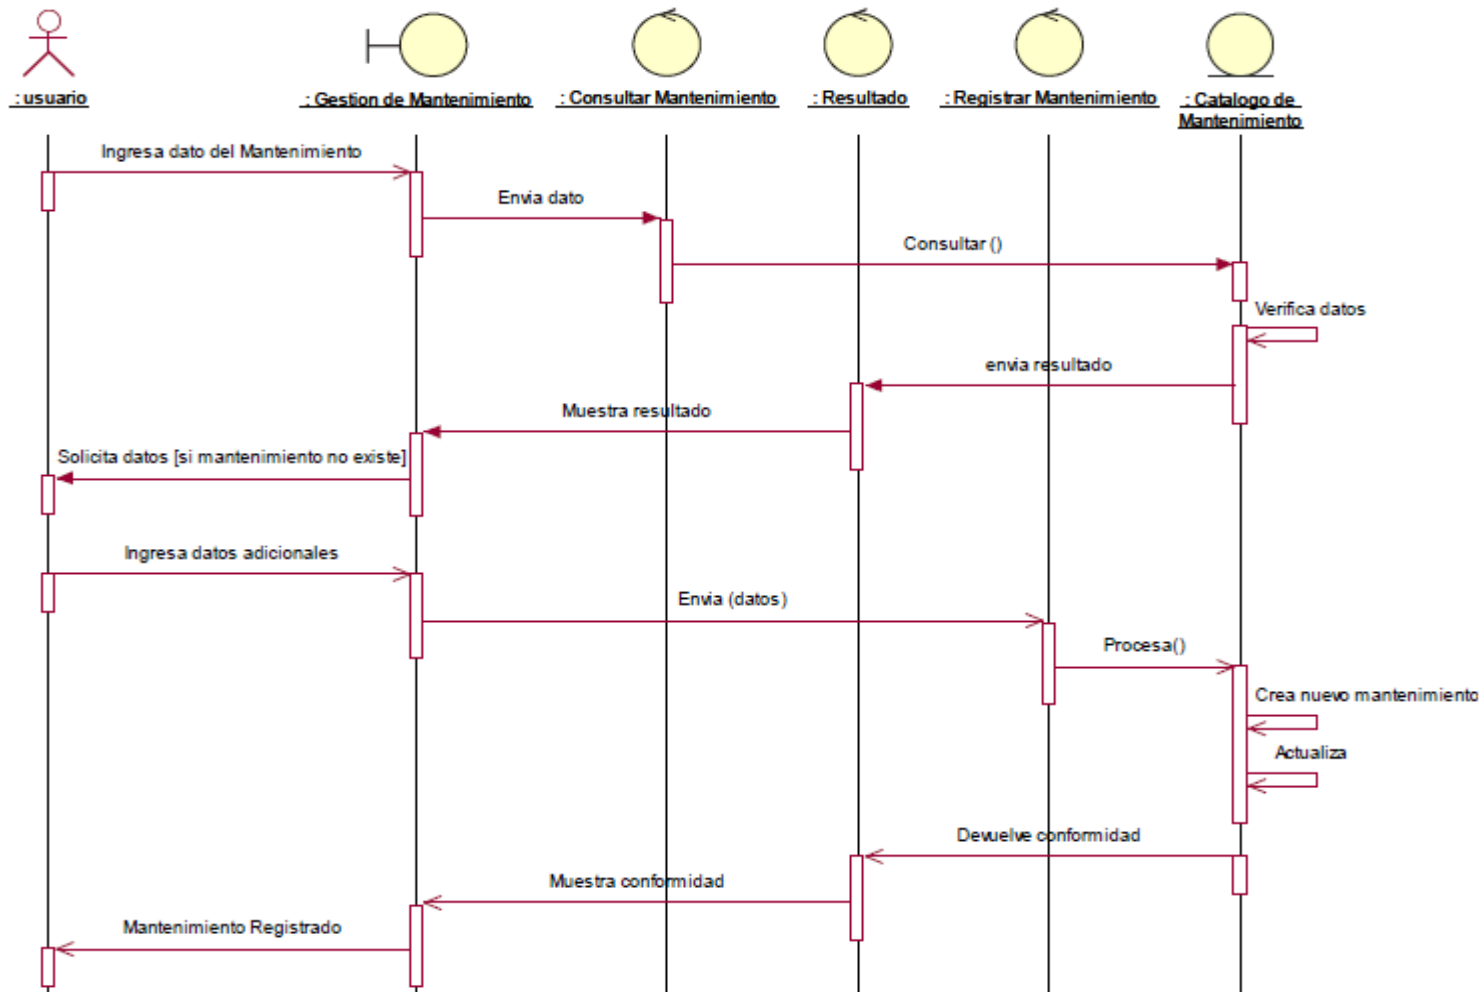 : usuario
: Gestion de Mantenimiento
: Consultar Mantenimiento
: Resultado
: Registrar Mantenimiento
: Catalogo de
Mantenimiento
Ingresa dato del Mantenimiento
Envia dato
Consultar ()
Verifica datos
envia resultado
Muestra resultado
Solicita datos [si mantenimiento no existe]
Ingresa datos adicionales
Envia (datos)
Procesa()
Crea nuevo mantenimiento
Actualiza
Devuelve conformidad
Muestra conformidad
Mantenimiento Registrado